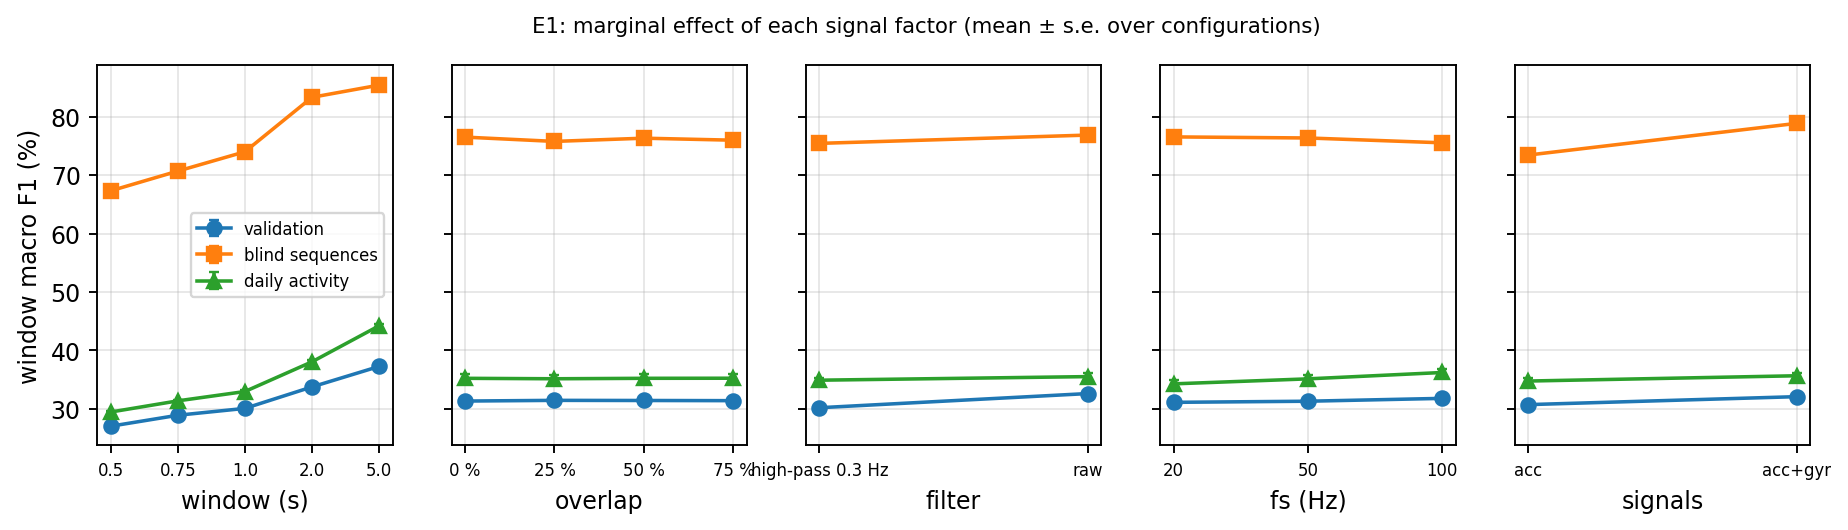 E1: marginal effect of each signal factor (mean ± s.e. over configurations)
window macro F1 (%)
80
70
60
50
40
30
validation
blind sequences
daily activity
0.5 0.75 1.0 2.0 5.0
window (s)
0 % 25 % 50 % 75 %
overlap
high-pass 0.3 Hz raw
filter
20 50 100
fs (Hz)
acc acc+gyr
signals